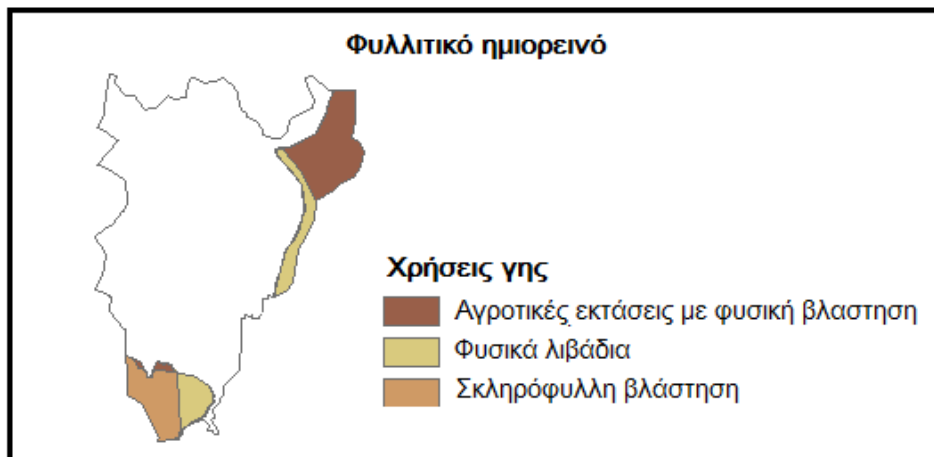 Φυλλιτικό ημιορεινό
Χρήσεις γης
Αγροτικές εκτάσεις με φυσική βλαστηση
Φυσικά λιβάδια
Σκληρόφυλλη βλάστηση